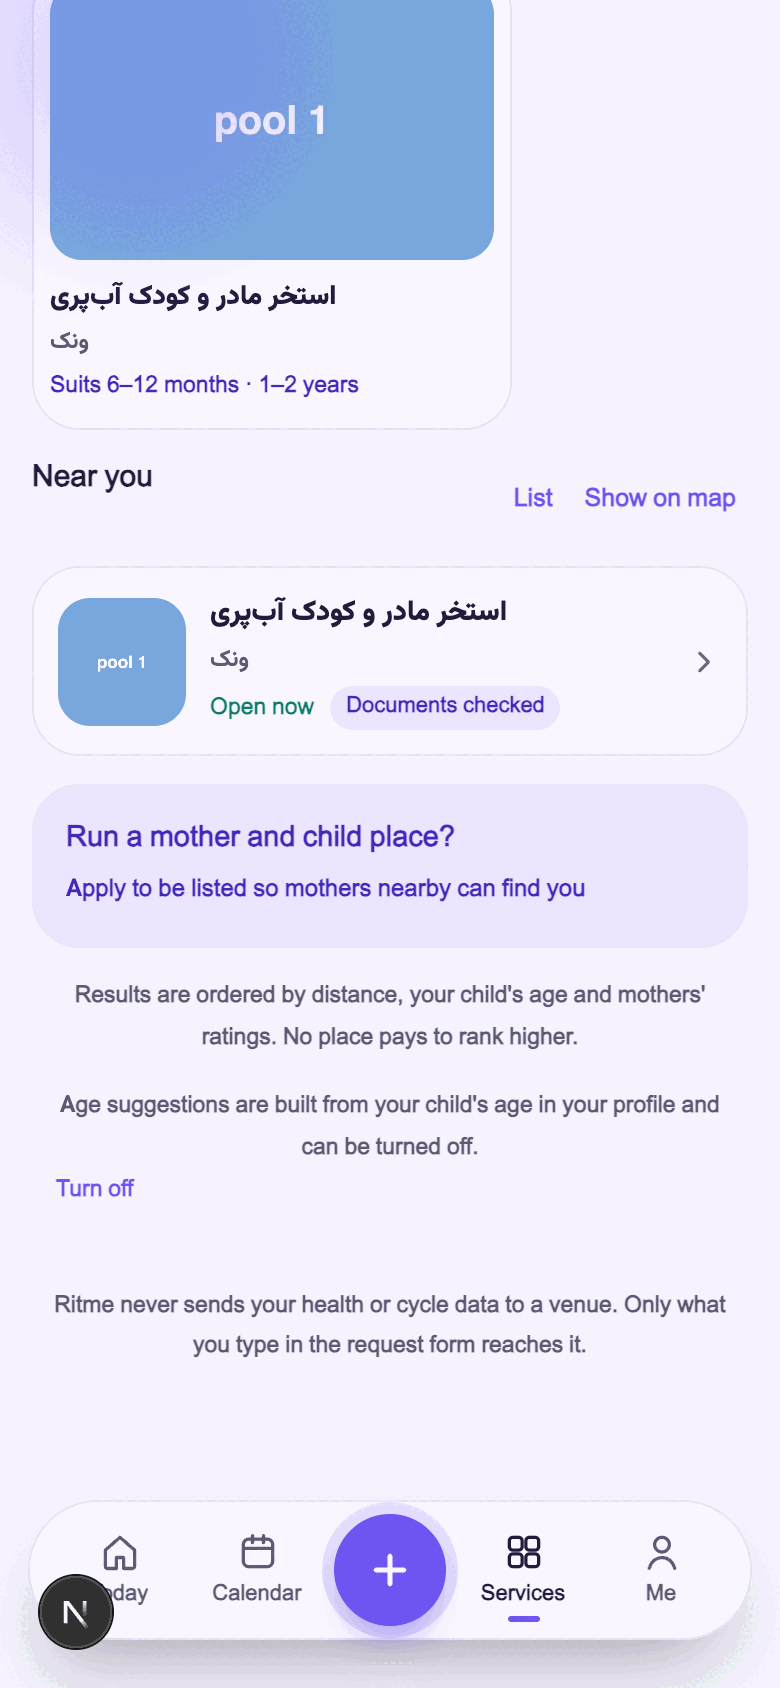 pool 1
استخر مادر و کودک آب‌پری
ونک
Suits 6–12 months · 1–2 years
Near you
List
Show on map
pool 1
استخر مادر و کودک آب‌پری
ونک
Open now
Documents checked
Run a mother and child place?
Apply to be listed so mothers nearby can find you
Results are ordered by distance, your child's age and mothers'
ratings. No place pays to rank higher.
Age suggestions are built from your child's age in your profile and
can be turned off.
Turn off
Ritme never sends your health or cycle data to a venue. Only what
you type in the request form reaches it.
Calendar
Services
Me
N